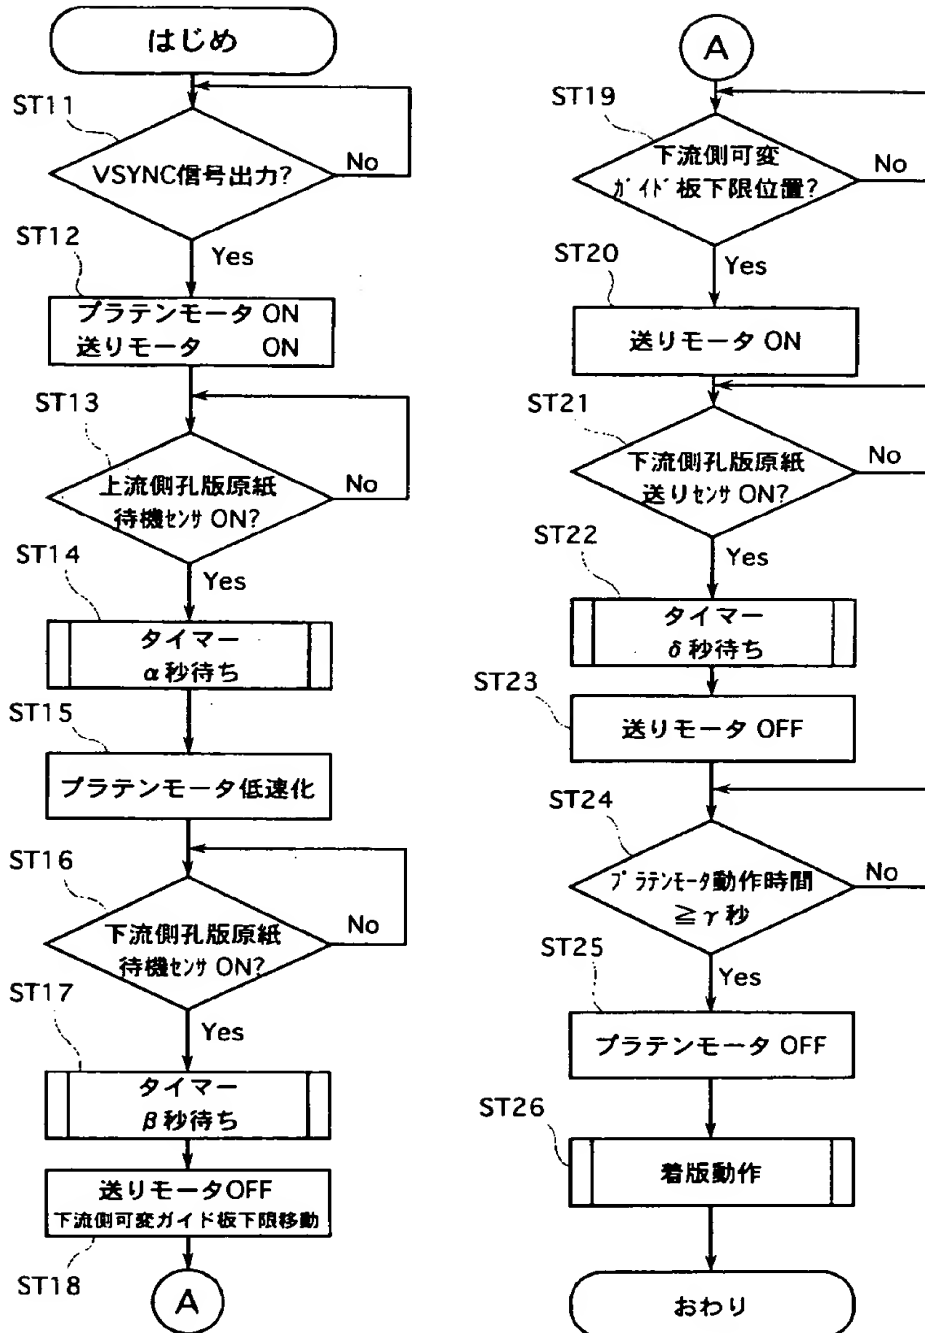 はじめ
ST11
VSYNC信号出力?
No
Yes
ST12
プラテンモータ ON
送りモータ ON
ST13
上流側孔版原紙
待機センサ ON?
No
Yes
ST14
タイマー
α秒待ち
ST15
プラテンモータ低速化
ST16
下流側孔版原紙
待機センサ ON?
No
Yes
ST17
タイマー
β秒待ち
送りモータOFF
下流側可変ガイド板下限移動
ST18
A
A
ST19
下流側可変
ガイド板下限位置?
No
Yes
ST20
送りモータ ON
ST21
下流側孔版原紙
送りセンサ ON?
No
Yes
ST22
タイマー
δ秒待ち
ST23
送りモータ OFF
ST24
プラテンモータ動作時間
≧γ秒
No
Yes
ST25
プラテンモータ OFF
ST26
着版動作
おわり